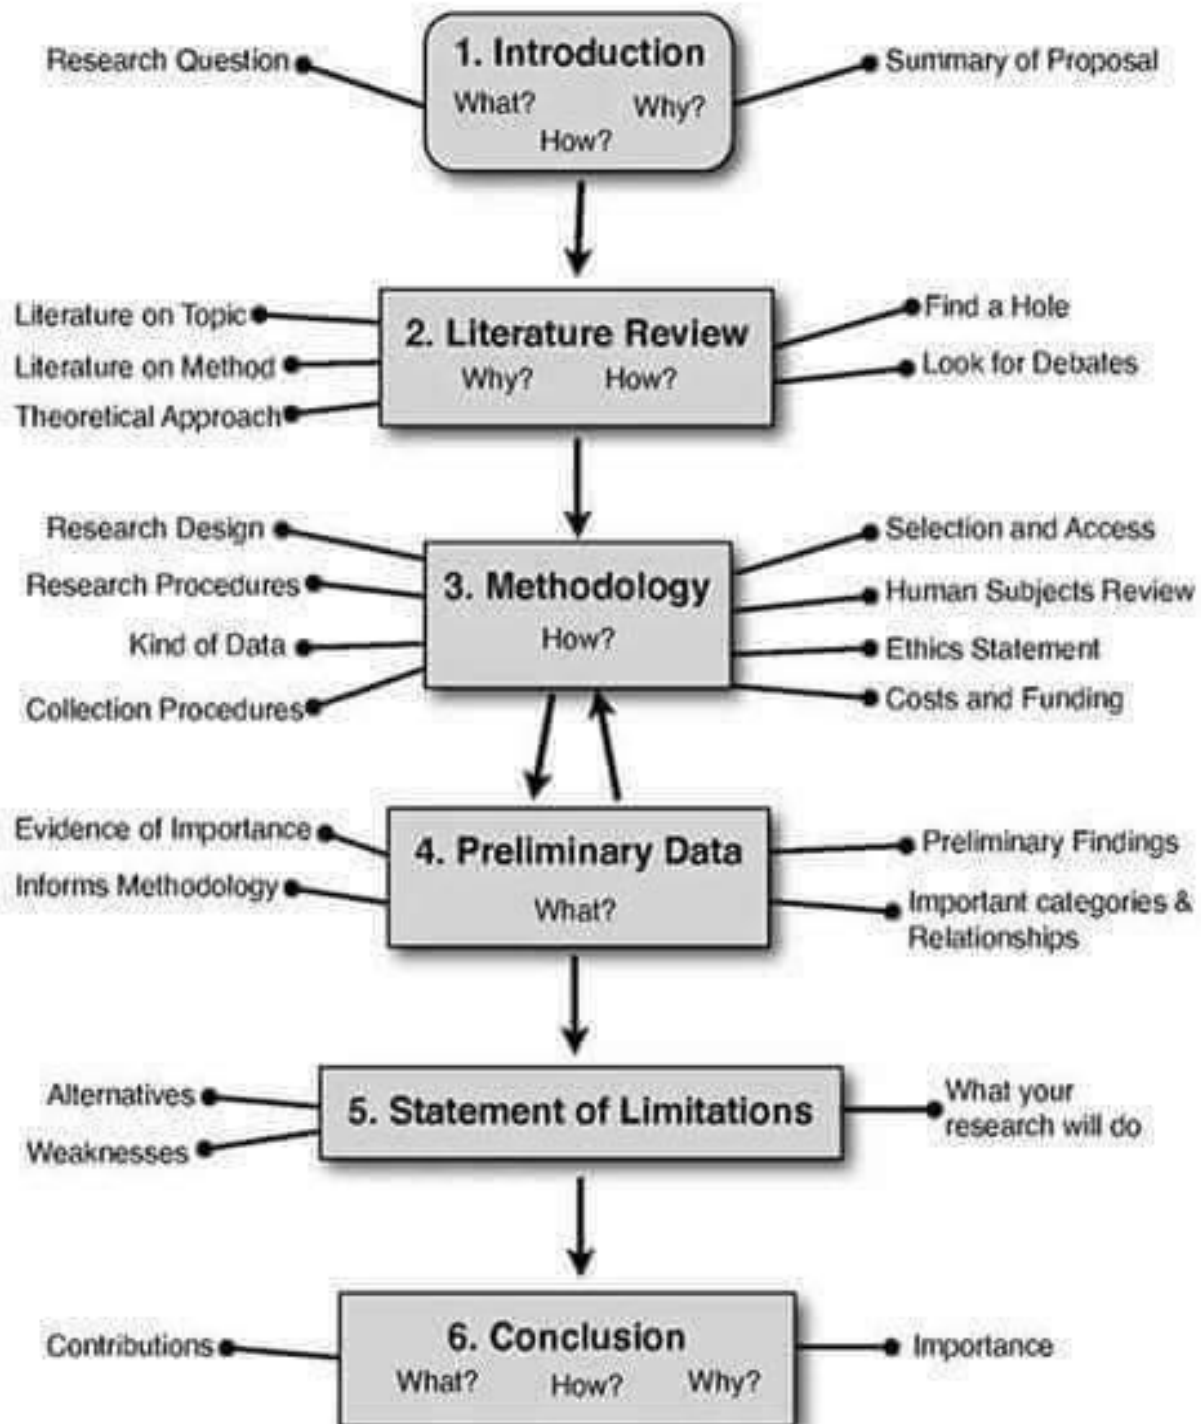 1. Introduction
What? Why?
How?
Research Question
Summary of Proposal
2. Literature Review
Why? How?
Literature on Topic
Literature on Method
Theoretical Approach
Find a Hole
Look for Debates
3. Methodology
How?
Research Design
Research Procedures
Kind of Data
Collection Procedures
Selection and Access
Human Subjects Review
Ethics Statement
Costs and Funding
4. Preliminary Data
What?
Evidence of Importance
Informs Methodology
Preliminary Findings
Important categories &
Relationships
5. Statement of Limitations
Alternatives
Weaknesses
What your
research will do
6. Conclusion
What? How? Why?
Contributions
Importance